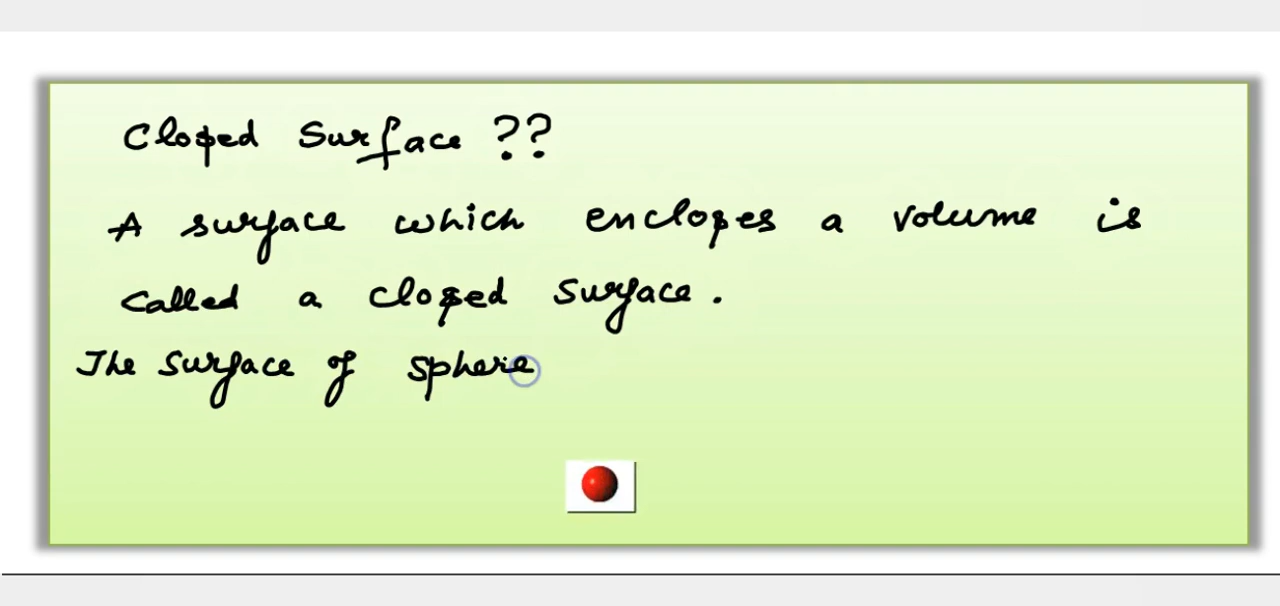 Closed Surface ??
A surface which encloses a volume is
called a closed surface.
The surface of sphere